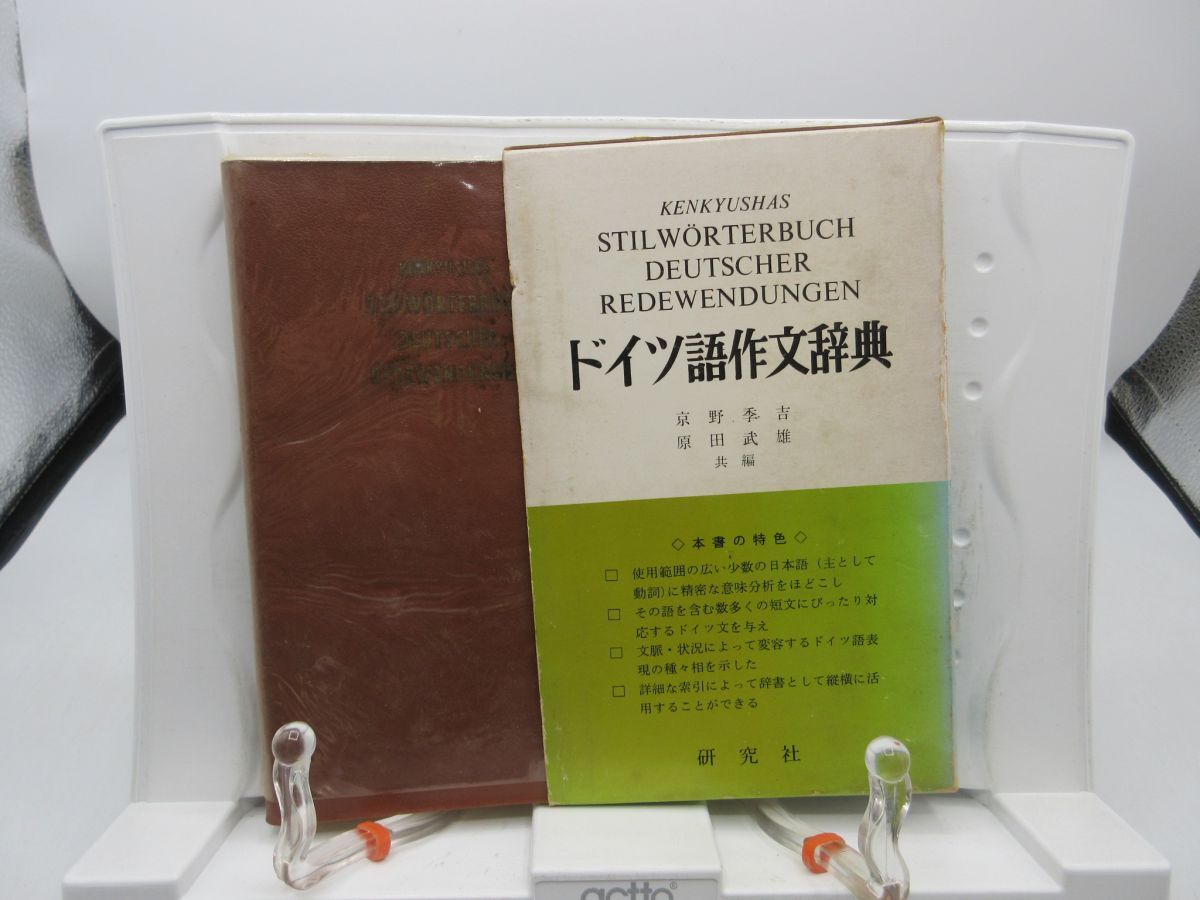 KENKYUSHAS
STILWÖRTERBUCH
DEUTSCHER
REDEWENDUNGEN
ドイツ語作文辞典
京野季吉
原田武雄
共編
◇本書の特色◇
□ 使用範囲の広い少数の日本語(主として
動詞)に精密な意味分析をほどこし
□ その語を含む数多くの短文にぴったり対
応するドイツ文を与え
□ 文脈・状況によって変容するドイツ語表
現の種々相を示した
□ 詳細な索引によって辞書として縦横に活
用することができる
研究社
KENKYUSHAS
STILWÖRTERBU
DEUTSCHER
REDEWENDUNG
actto®